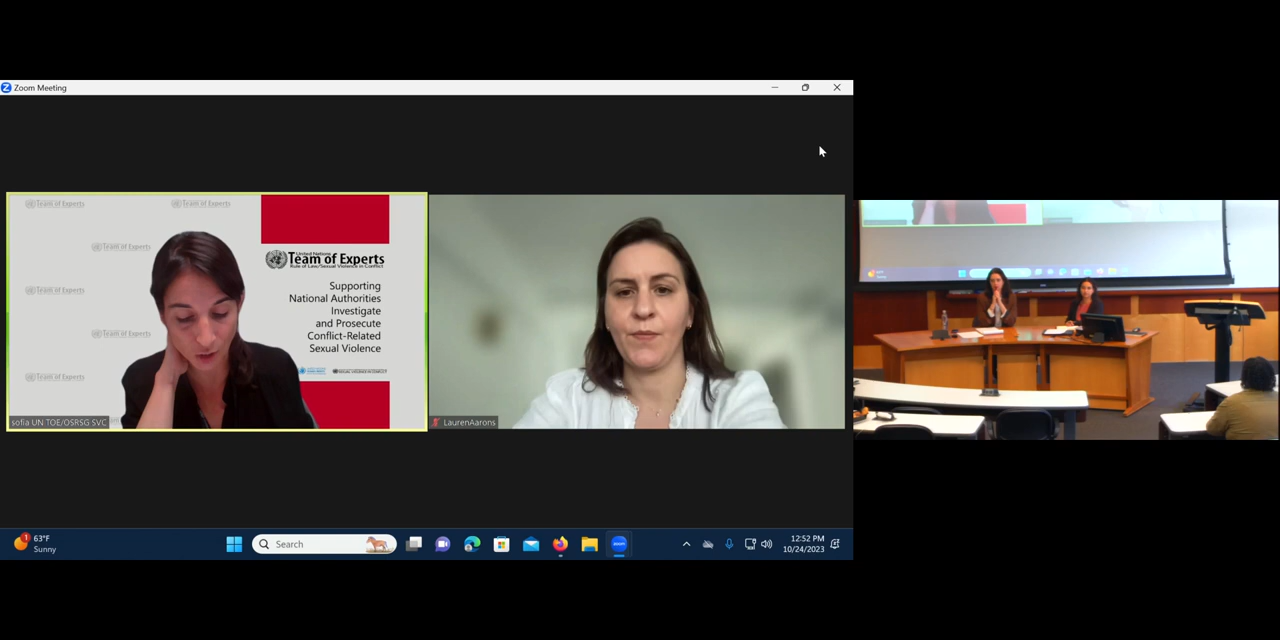 Zoom Meeting
Team of Experts
Team of Experts
Team of Experts
Team of Experts
Team of Experts
Team of Experts
United Nations
Team of Experts
Rule of Law/Sexual Violence in Conflict
Supporting
National Authorities
Investigate
and Prosecute
Conflict-Related
Sexual Violence
sofia UN TOE/OSRSG SVC
LaurenAarons
1
63°F
Sunny
Search
zoom
12:52 PM
10/24/2023